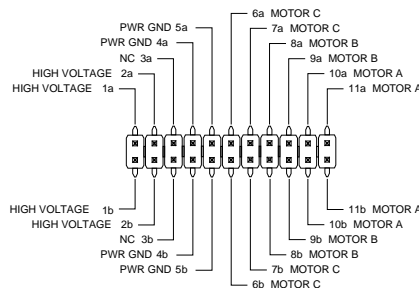 6a MOTOR C
PWR GND 5a
7a MOTOR C
PWR GND 4a
8a MOTOR B
NC 3a
9a MOTOR B
HIGH VOLTAGE 2a
10a MOTOR A
HIGH VOLTAGE 1a
11a MOTOR A
HIGH VOLTAGE 1b
11b MOTOR A
HIGH VOLTAGE 2b
10b MOTOR A
NC 3b
9b MOTOR B
PWR GND 4b
8b MOTOR B
PWR GND 5b
7b MOTOR C
6b MOTOR C